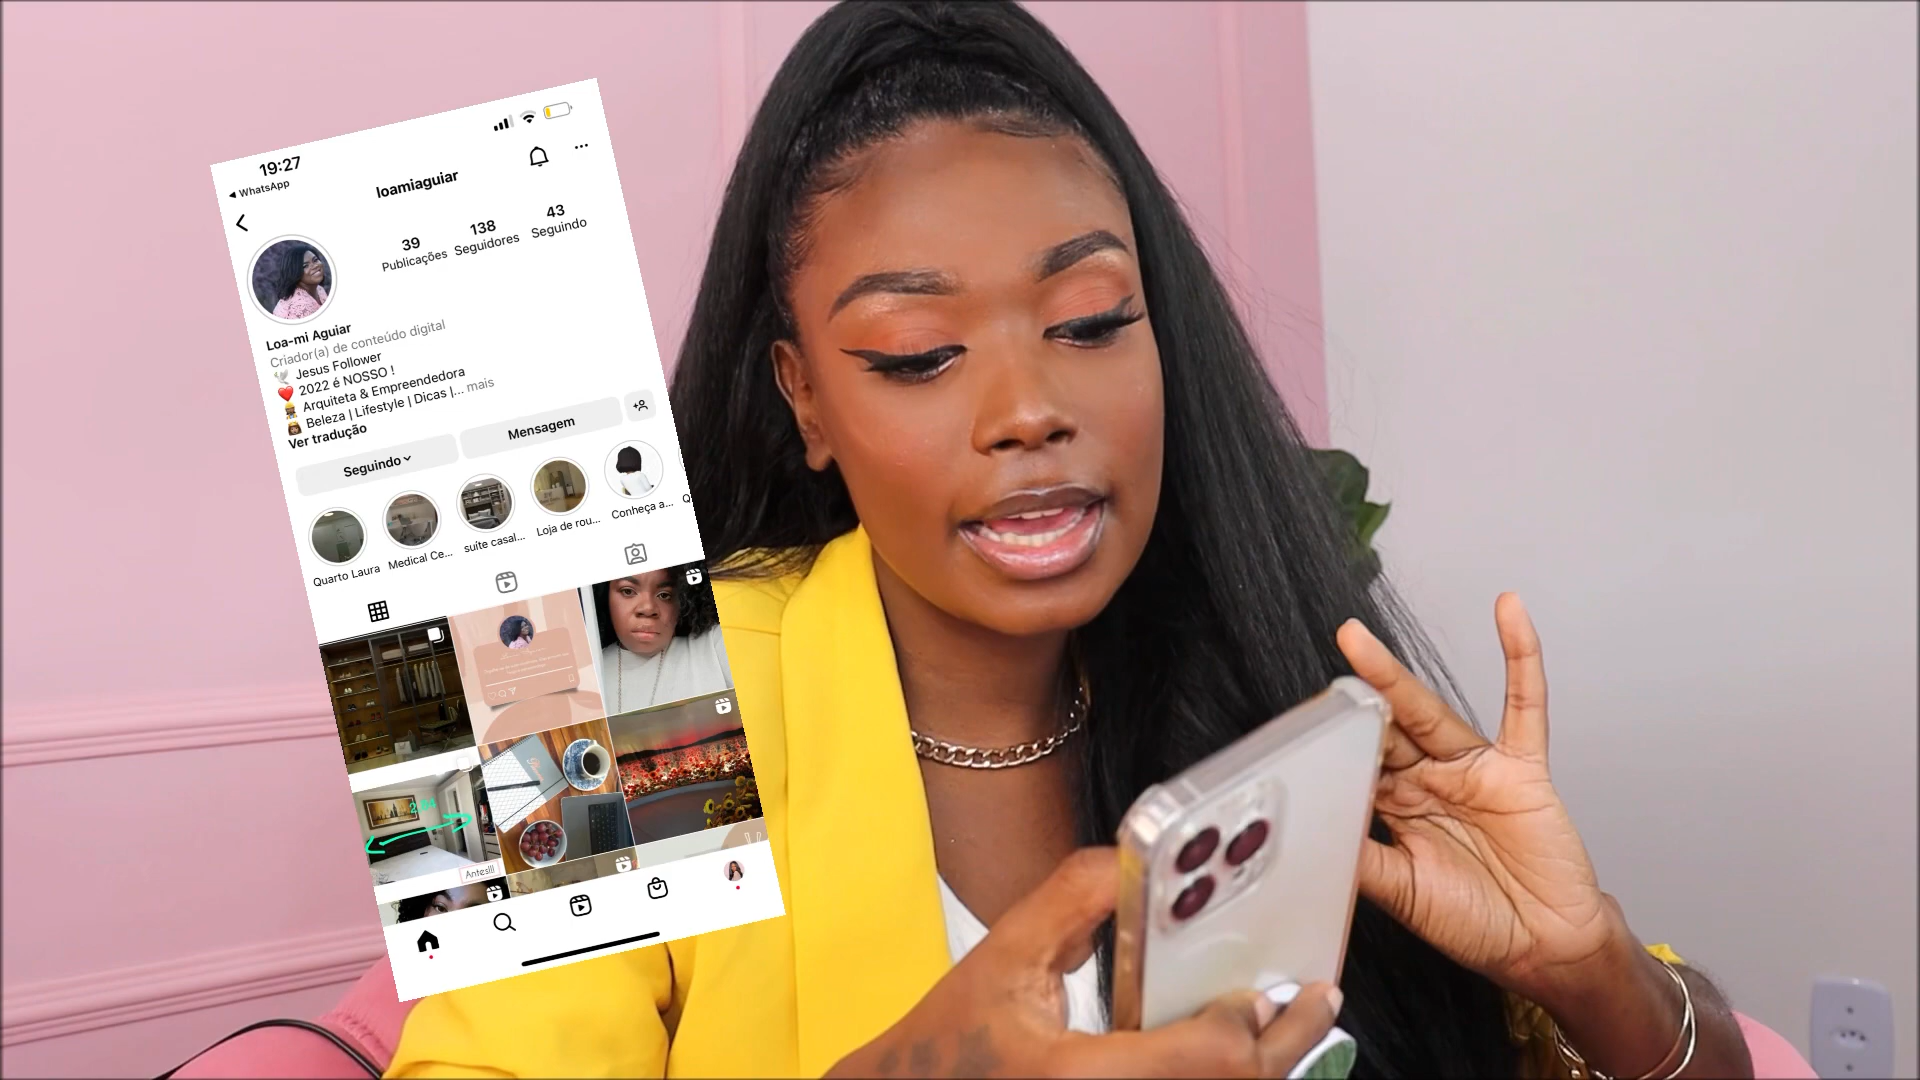 19:27
WhatsApp
loamiaguiar
39 138 43
Publicações Seguidores Seguindo
Loa-mi Aguiar
Criador(a) de conteúdo digital
🕊 Jesus Follower
❤️ 2022 é NOSSO !
Arquiteta & Empreendedora
Beleza | Lifestyle | Dicas |... mais
Ver tradução
Seguindo Mensagem
Quarto Laura Medical Ce... suíte casal... Loja de rou... Conheça a... Q
Antes!!!